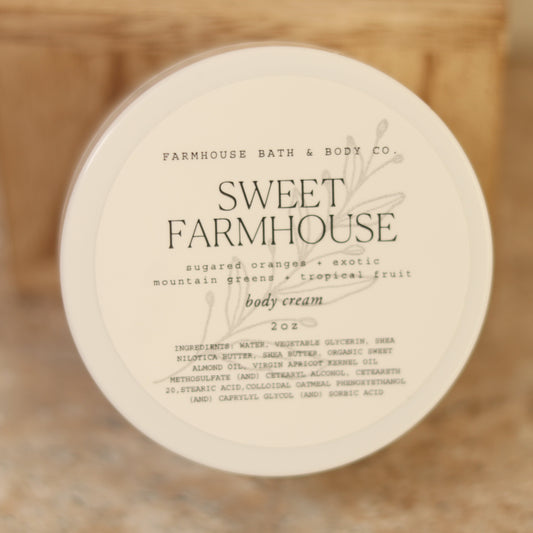 FARMHOUSE BATH & BODY CO.
SWEET
FARMHOUSE
sugared oranges + exotic
mountain greens + tropical fruit
body cream
2oz
INGREDIENTS: WATER, VEGETABLE GLYCERIN, SHEA
NILOTICA BUTTER, SHEA BUTTER, ORGANIC SWEET
ALMOND OIL, VIRGIN APRICOT KERNEL OIL
METHOSULFATE (AND) CETEARYL ALCONOL, CETEARETH
20,STEARIC ACID,COLLOIDAL OATMEAL PHENOXYETHANOL
(AND) CAPRYLYL GLYCOL (AND) SORBIC ACID